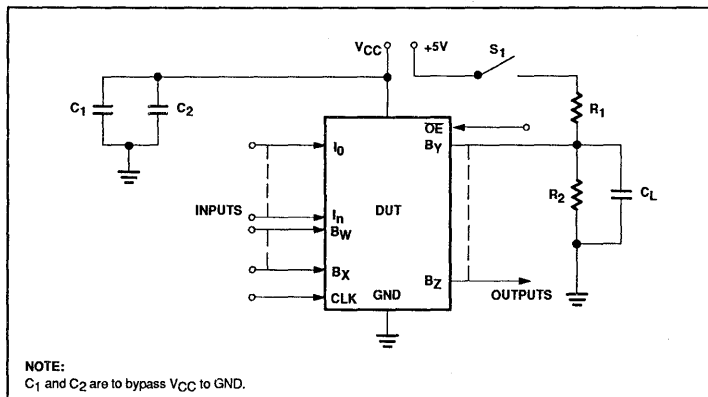 VCC
+5V
S1
C1
C2
R1
OE
I0
BY
R2
CL
INPUTS
In
DUT
BW
BX
BZ
CLK
GND
OUTPUTS
NOTE:
C1 and C2 are to bypass VCC to GND.